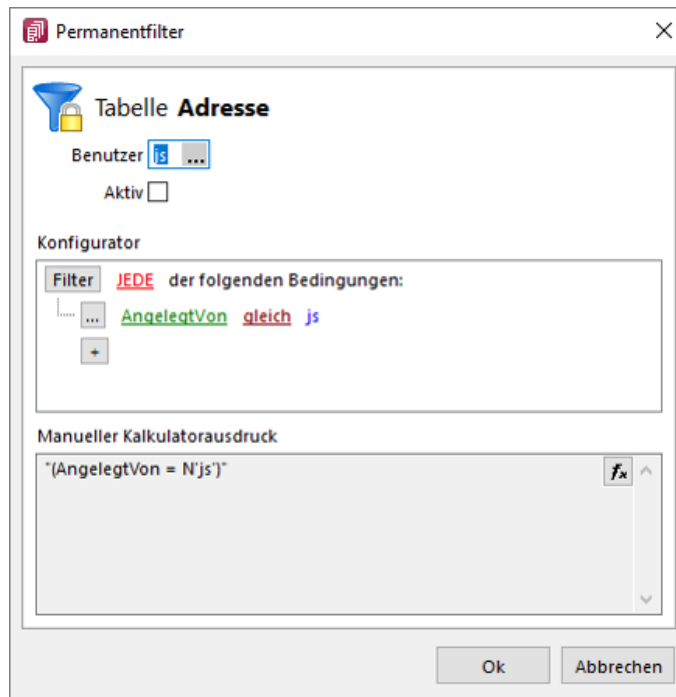 Permanentfilter
Tabelle Adresse
Benutzer js ...
Aktiv
Konfigurator
Filter JEDE der folgenden Bedingungen:
... AngelegtVon gleich js
+
Manueller Kalkulatorausdruck
"(AngelegtVon = N'js')"
fx
Ok Abbrechen